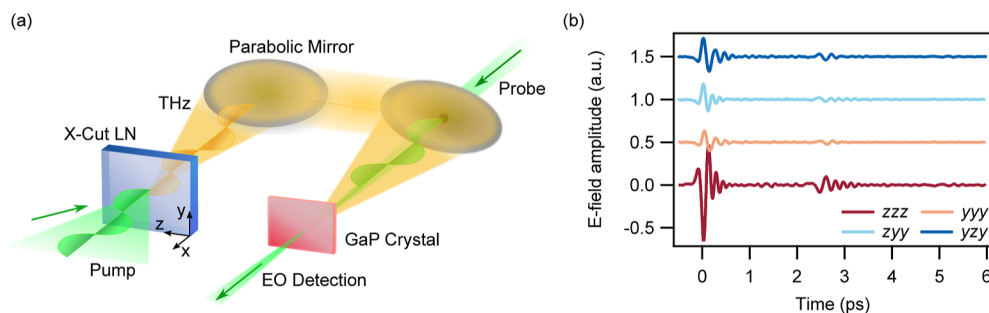 (a)
Parabolic Mirror
THz
Probe
X-Cut LN
y
z
x
Pump
GaP Crystal
EO Detection
(b)
E-field amplitude (a.u.)
1.5
1.0
0.5
0.0
-0.5
zzz
yyy
zyy
yzy
0
1
2
3
4
5
6
Time (ps)